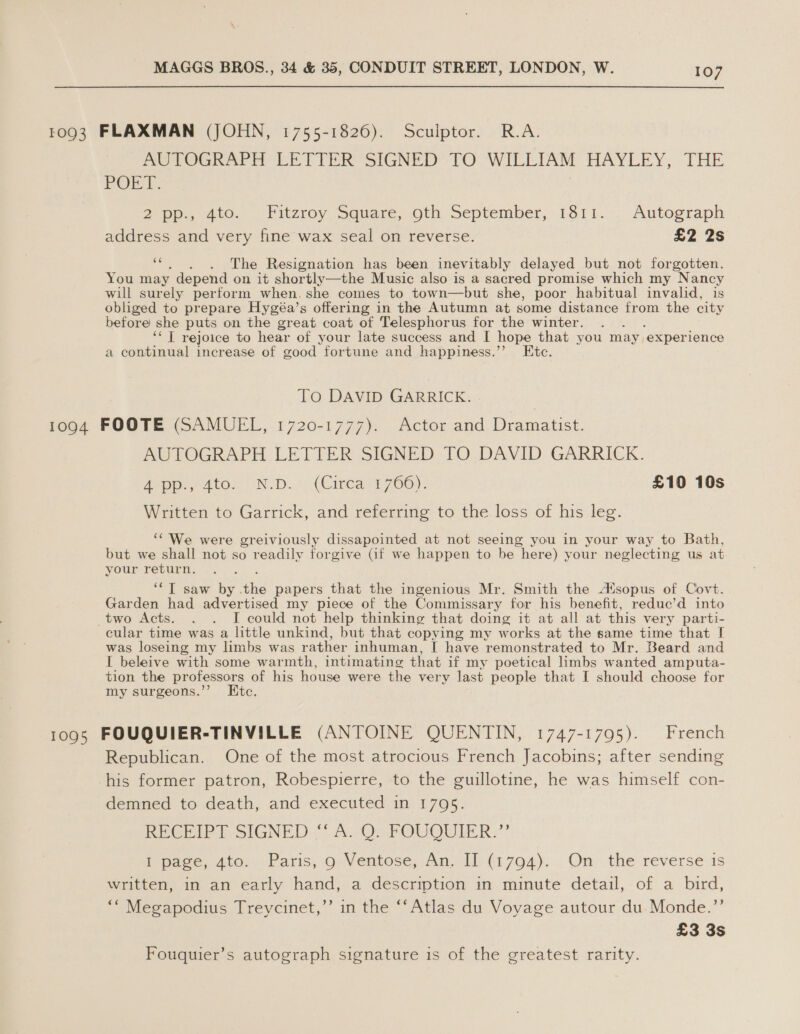 MAGGS BROS., 34 & 35, CONDUIT STREET, LONDON, W. 107
1093 FLAXMAN (JOHN, 1755-1826). Sculptor. R.A.
AUTOGRAPH LETTER SIGNED TO WILLIAM HAYLEY, THE
POET.
2 pp., 4to. Fitzroy Square, 9th September, 1811. Autograph
address and very fine wax seal on reverse. £2 2s
“. . . The Resignation has been inevitably delayed but not forgotten.
You may depend on it shortly—the Music also is a sacred promise which my Nancy
will surely perform when she comes to town—but she, poor habitual invalid, is
obliged to prepare Hygëa’s offering in the Autumn at some distance from the city
before she puts on the great coat of Telesphorus for the winter. . . .
“I rejoice to hear of your late success and I hope that you may experience
a continual increase of good fortune and happiness.” Etc.
TO DAVID GARRICK.
1094 FOOTE (SAMUEL, 1720-1777). Actor and Dramatist.
AUTOGRAPH LETTER SIGNED TO DAVID GARRICK.
4 pp., 4to. N.D. (Circa 1766). £10 10s
Written to Garrick, and referring to the loss of his leg.
“We were greiviously dissapointed at not seeing you in your way to Bath,
but we shall not so readily forgive (if we happen to be here) your neglecting us at
your return. . . .
“I saw by the papers that the ingenious Mr. Smith the Æsopus of Covt.
Garden had advertised my piece of the Commissary for his benefit, reduc’d into
two Acts. . . I could not help thinking that doing it at all at this very parti-
cular time was a little unkind, but that copying my works at the same time that I
was loseing my limbs was rather inhuman, I have remonstrated to Mr. Beard and
I beleive with some warmth, intimating that if my poetical limbs wanted amputa-
tion the professors of his house were the very last people that I should choose for
my surgeons.” Etc.
1095 FOUQUIER-TINVILLE (ANTOINE QUENTIN, 1747-1795). French
Republican. One of the most atrocious French Jacobins; after sending
his former patron, Robespierre, to the guillotine, he was himself con-
demned to death, and executed in 1795.
RECEIPT SIGNED “A. Q. FOUQUIER.”
1 page, 4to. Paris, 9 Ventose, An. II (1794). On the reverse is
written, in an early hand, a description in minute detail, of a bird,
“Megapodius Treycinet,” in the “Atlas du Voyage autour du Monde.”
£3 3s
Fouquier’s autograph signature is of the greatest rarity.